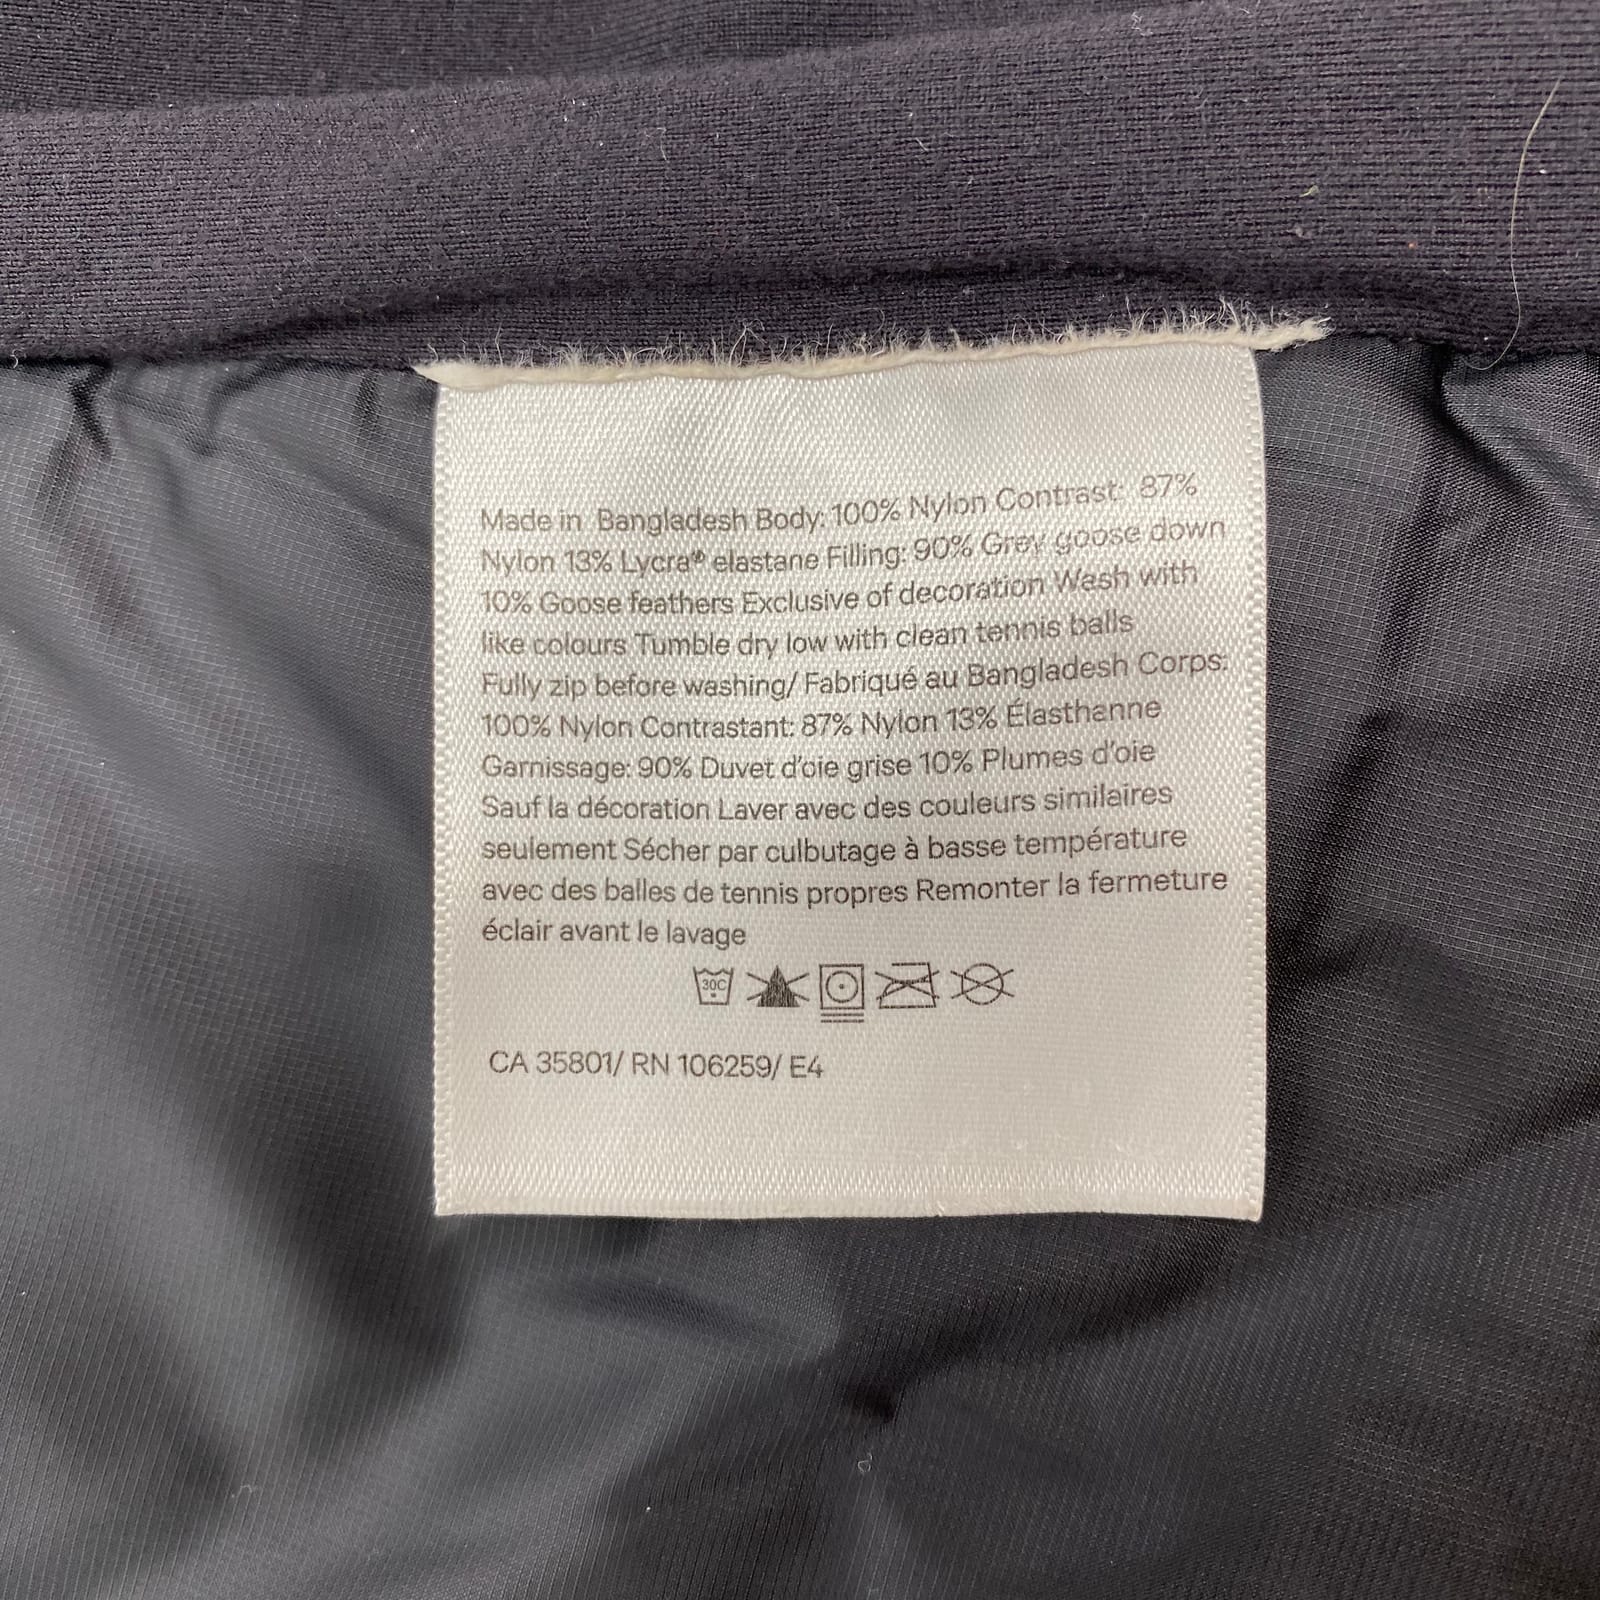 Made in Bangladesh Body: 100% Nylon Contrast: 87%
Nylon 13% Lycra® elastane Filling: 90% Grey goose down
10% Goose feathers Exclusive of decoration Wash with
like colours Tumble dry low with clean tennis balls
Fully zip before washing/ Fabriqué au Bangladesh Corps:
100% Nylon Contrastant: 87% Nylon 13% Élasthanne
Garnissage: 90% Duvet d'oie grise 10% Plumes d'oie
Sauf la décoration Laver avec des couleurs similaires
seulement Sécher par culbutage à basse température
avec des balles de tennis propres Remonter la fermeture
éclair avant le lavage
30C
CA 35801/ RN 106259/ E4